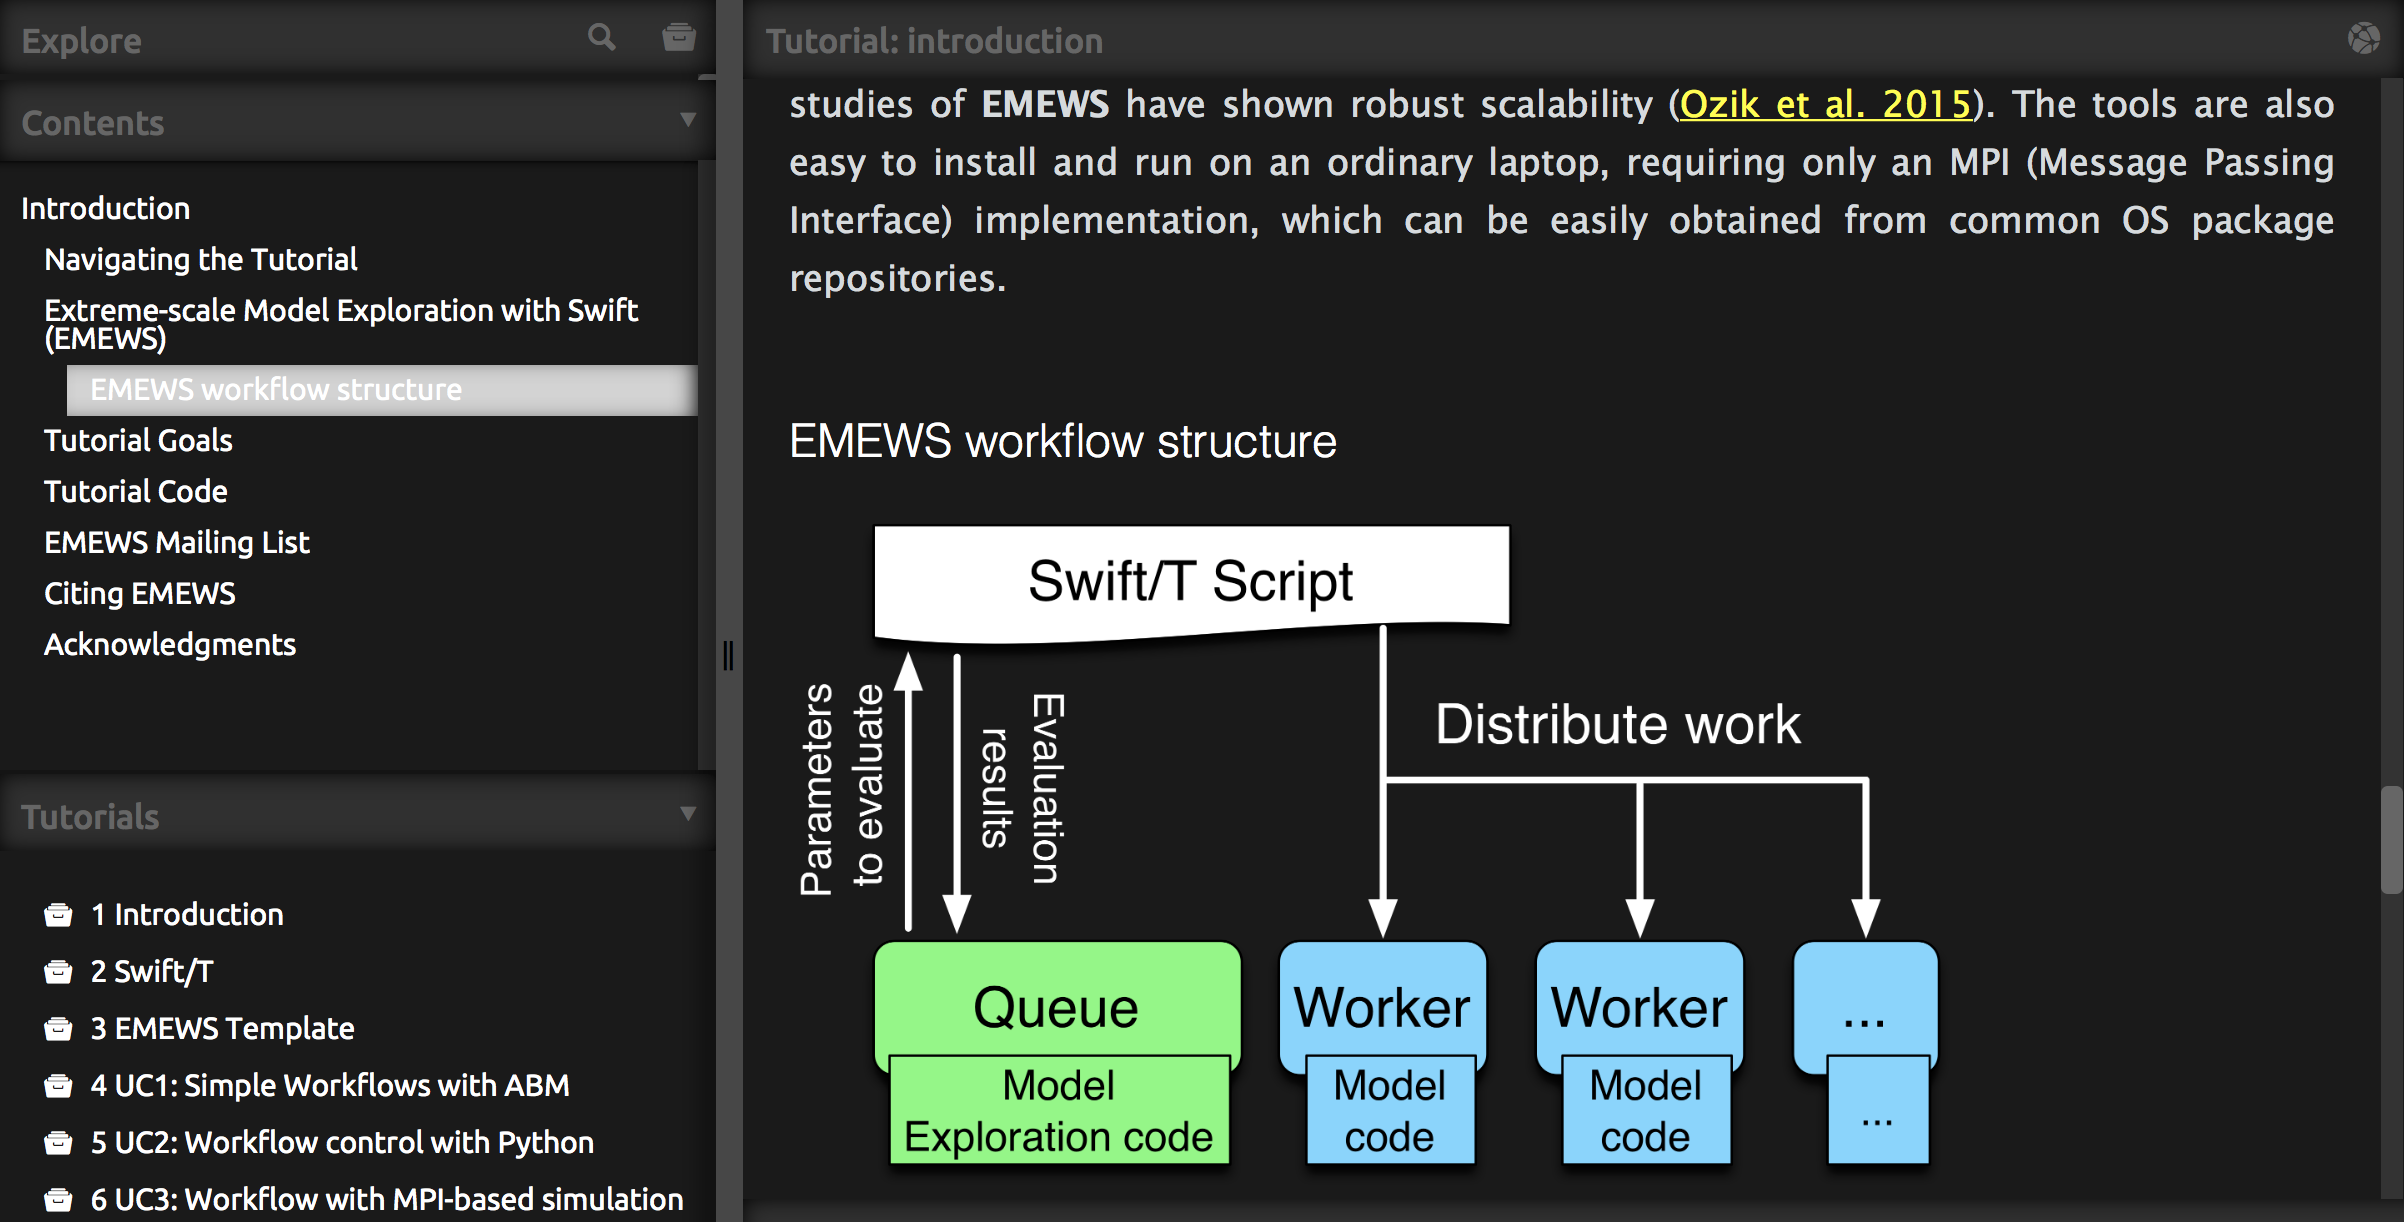 Explore
Contents
Introduction
Navigating the Tutorial
Extreme-scale Model Exploration with Swift
(EMEWS)
EMEWS workflow structure
Tutorial Goals
Tutorial Code
EMEWS Mailing List
Citing EMEWS
Acknowledgments
Tutorials
1 Introduction
2 Swift/T
3 EMEWS Template
4 UC1: Simple Workflows with ABM
5 UC2: Workflow control with Python
6 UC3: Workflow with MPI-based simulation
Tutorial: introduction
studies of EMEWS have shown robust scalability (Ozik et al. 2015). The tools are also
easy to install and run on an ordinary laptop, requiring only an MPI (Message Passing
Interface) implementation, which can be easily obtained from common OS package
repositories.
EMEWS workflow structure
Swift/T Script
Parameters
to evaluate
Evaluation
results
Distribute work
Queue
Model
Exploration code
Worker
Model
code
Worker
Model
code
...
...